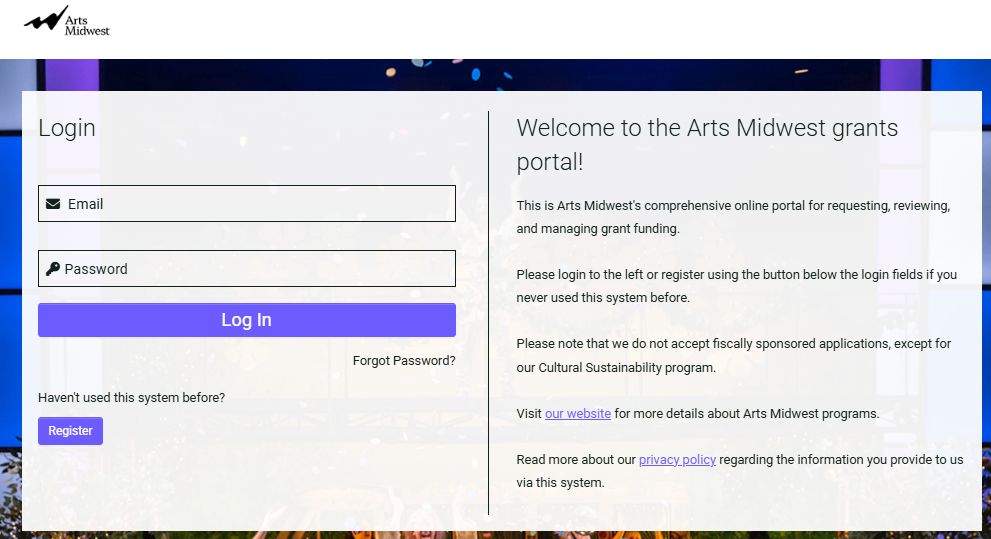 Arts
Midwest
Login
Email
Password
Log In
Forgot Password?
Haven't used this system before?
Register
Welcome to the Arts Midwest grants
portal!
This is Arts Midwest's comprehensive online portal for requesting, reviewing,
and managing grant funding.
Please login to the left or register using the button below the login fields if you
never used this system before.
Please note that we do not accept fiscally sponsored applications, except for
our Cultural Sustainability program.
Visit our website for more details about Arts Midwest programs.
Read more about our privacy policy regarding the information you provide to us
via this system.